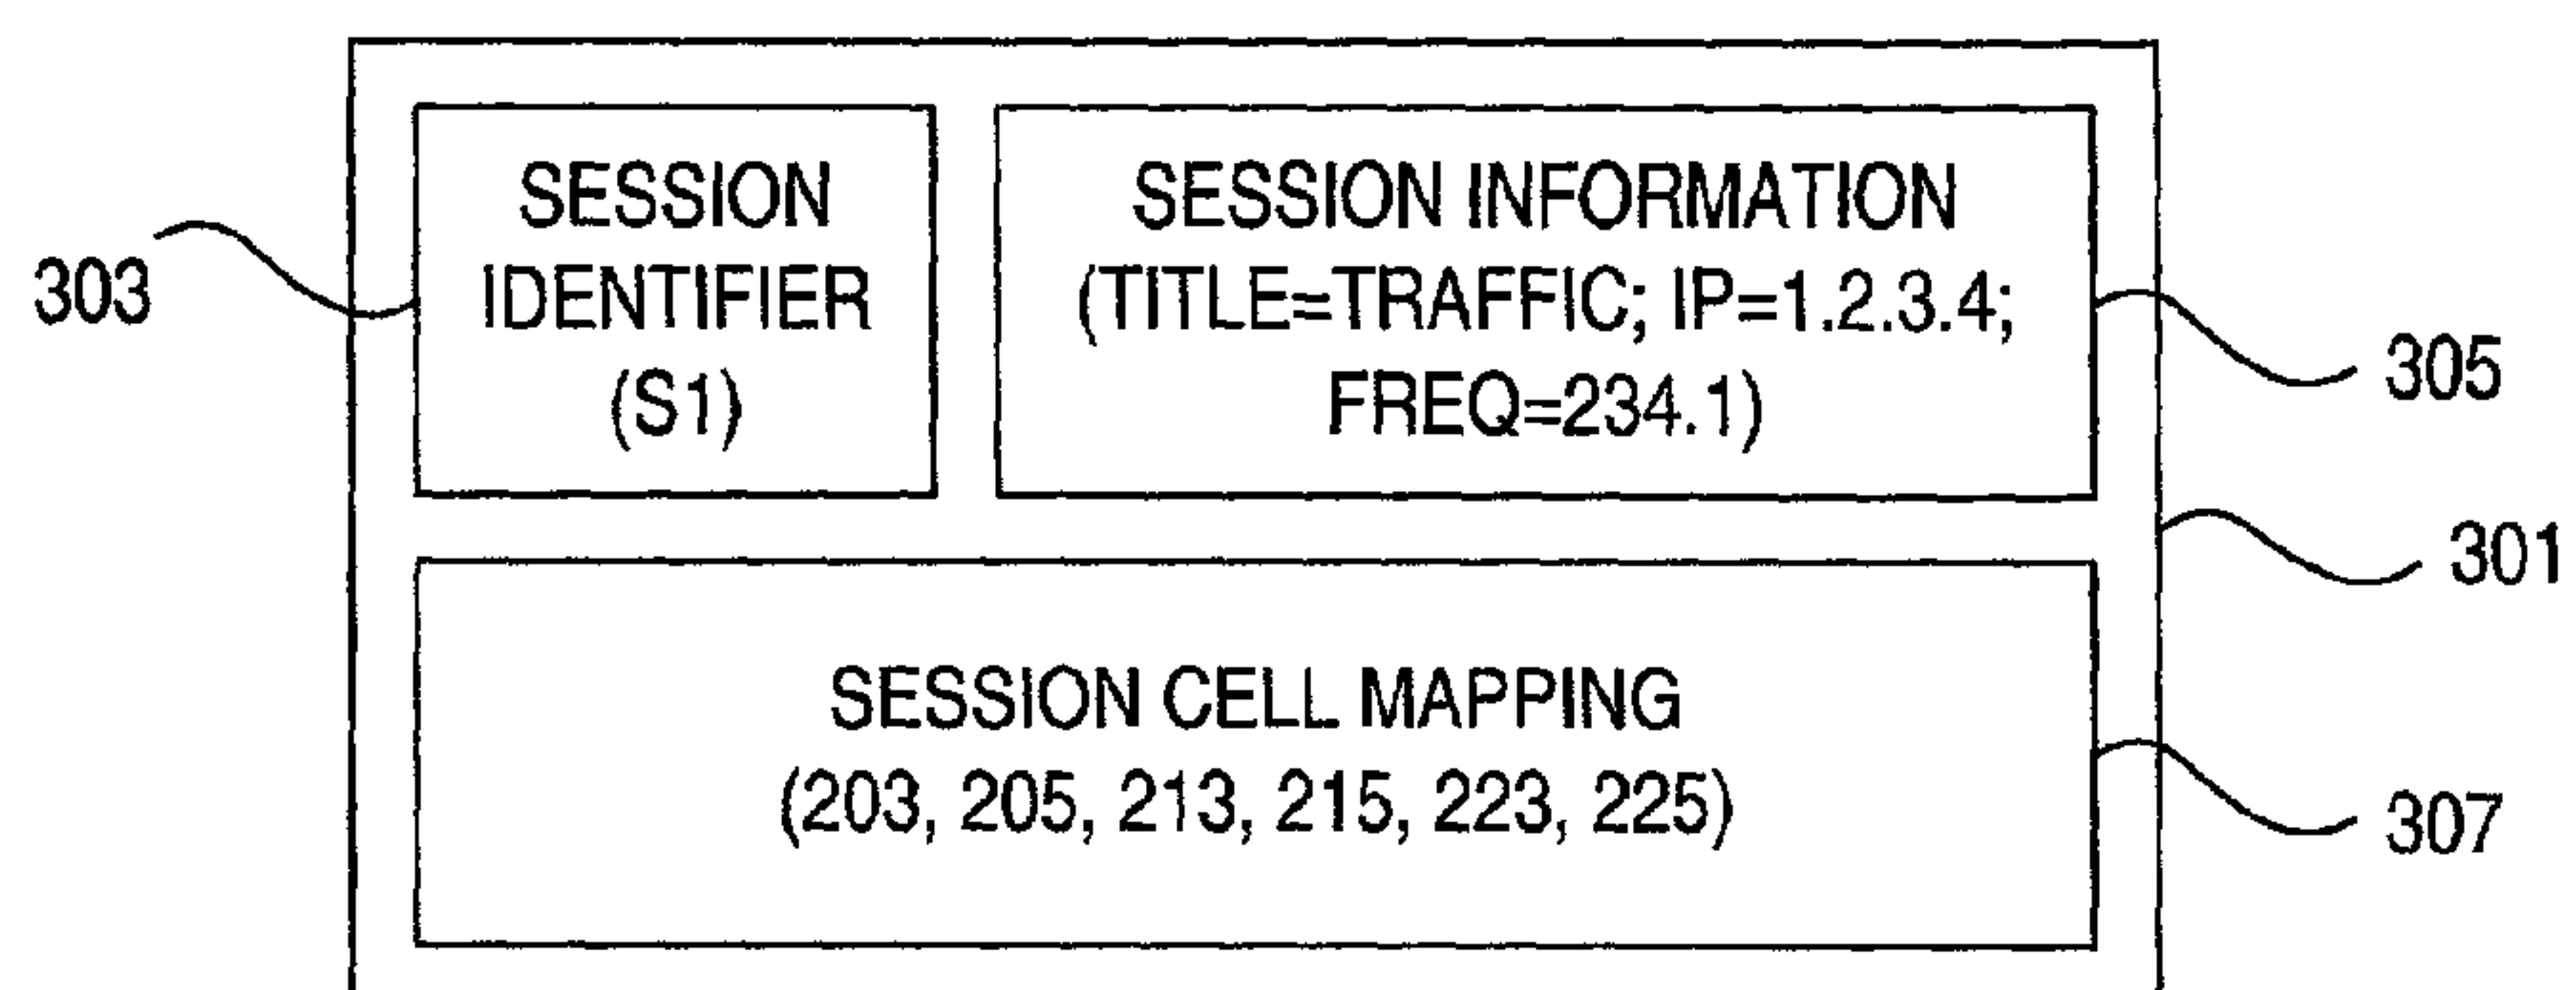 SESSION
IDENTIFIER
(S1)
SESSION INFORMATION
(TITLE=TRAFFIC; IP=1.2.3.4;
FREQ=234.1)
303
305
301
SESSION CELL MAPPING
(203, 205, 213, 215, 223, 225)
307